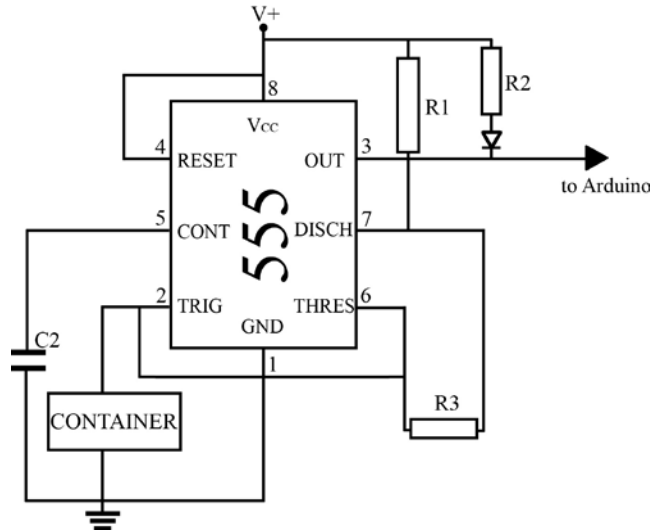 V+
8
R2
R1
Vcc
4
3
RESET
OUT
to Arduino
555
5
7
CONT
DISCH
2
6
TRIG
THRES
GND
C2
1
R3
CONTAINER